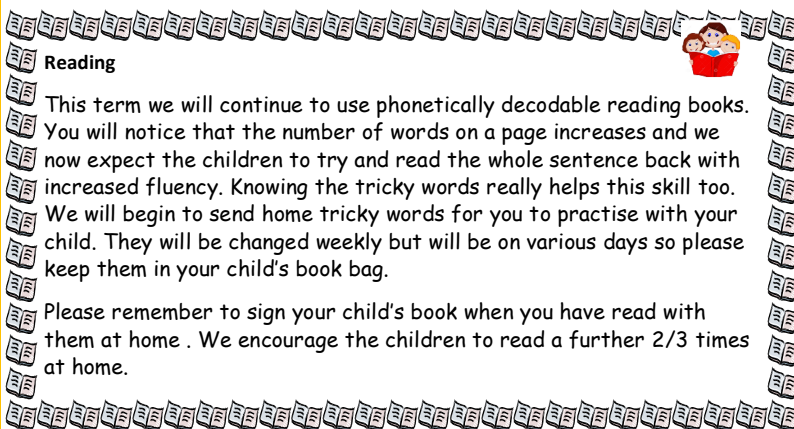 Reading
This term we will continue to use phonetically decodable reading books.
You will notice that the number of words on a page increases and we
now expect the children to try and read the whole sentence back with
increased fluency. Knowing the tricky words really helps this skill too.
We will begin to send home tricky words for you to practise with your
child. They will be changed weekly but will be on various days so please
keep them in your child's book bag.
Please remember to sign your child's book when you have read with
them at home . We encourage the children to read a further 2/3 times
at home.